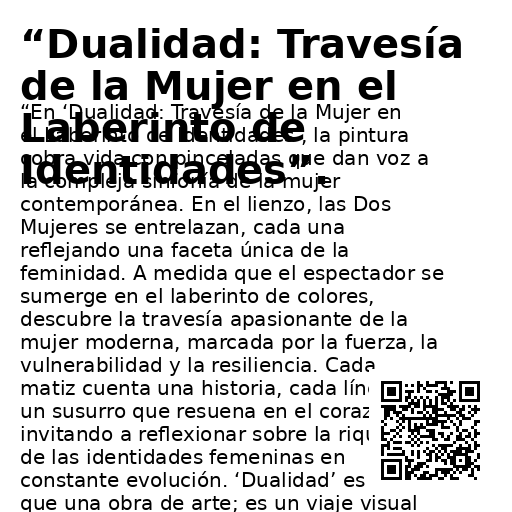 “Dualidad: Travesía
de la Mujer en el
Laberinto de
Identidades”.
“En ‘Dualidad: Travesía de la Mujer en
el Laberinto de Identidades’, la pintura
cobra vida con pinceladas que dan voz a
la compleja sinfonía de la mujer
contemporánea. En el lienzo, las Dos
Mujeres se entrelazan, cada una
reflejando una faceta única de la
feminidad. A medida que el espectador se
sumerge en el laberinto de colores,
descubre la travesía apasionante de la
mujer moderna, marcada por la fuerza, la
vulnerabilidad y la resiliencia. Cada
matiz cuenta una historia, cada
un susurro que resuena en el
invitando a reflexionar sobre la
de las identidades femeninas en
constante evolución. ‘Dualidad’ es
que una obra de arte; es un viaje visual